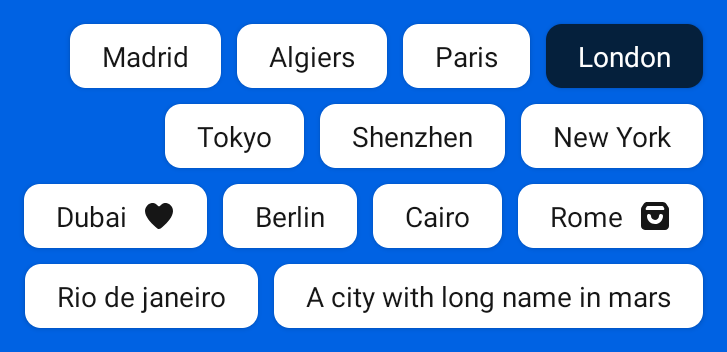 Madrid Algiers Paris London
Tokyo Shenzhen New York
Dubai Berlin Cairo Rome
Rio de janeiro A city with long name in mars